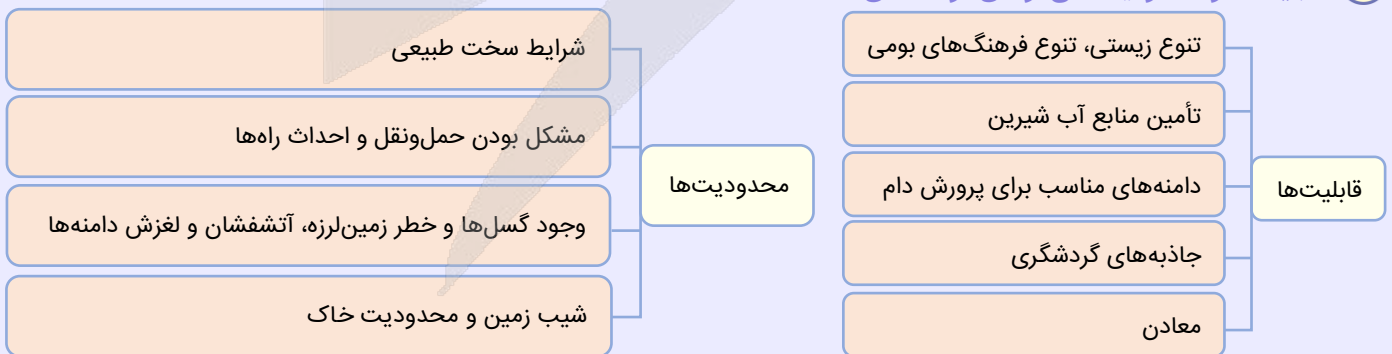 قابلیت‌ها
تنوع زیستی، تنوع فرهنگ‌های بومی
تأمین منابع آب شیرین
دامنه‌های مناسب برای پرورش دام
جاذبه‌های گردشگری
معادن
محدودیت‌ها
شرایط سخت طبیعی
مشکل بودن حمل‌ونقل و احداث راه‌ها
وجود گسل‌ها و خطر زمین‌لرزه، آتشفشان و لغزش دامنه‌ها
شیب زمین و محدودیت خاک